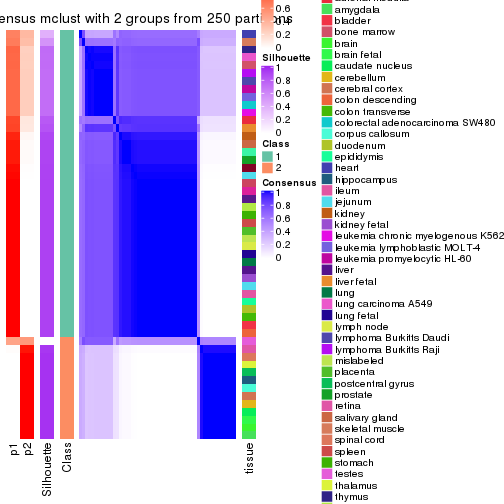 ensus mclust with 2 groups from 250 partitions
0.6
0.4
0.2
0
Silhouette
1
0.8
0.6
0.4
0.2
0
Class
1
2
Consensus
1
0.8
0.6
0.4
0.2
0
amygdala
bladder
bone marrow
brain
brain fetal
caudate nucleus
cerebellum
cerebral cortex
colon descending
colon transverse
colorectal adenocarcinoma SW480
corpus callosum
duodenum
epididymis
heart
hippocampus
ileum
jejunum
kidney
kidney fetal
leukemia chronic myelogenous K562
leukemia lymphoblastic MOLT-4
leukemia promyelocytic HL-60
liver
liver fetal
lung
lung carcinoma A549
lung fetal
lymph node
lymphoma Burkitts Daudi
lymphoma Burkitts Raji
mislabeled
placenta
postcentral gyrus
prostate
retina
salivary gland
skeletal muscle
spinal cord
spleen
stomach
testes
thalamus
thymus
p1
p2
Silhouette
Class
tissue